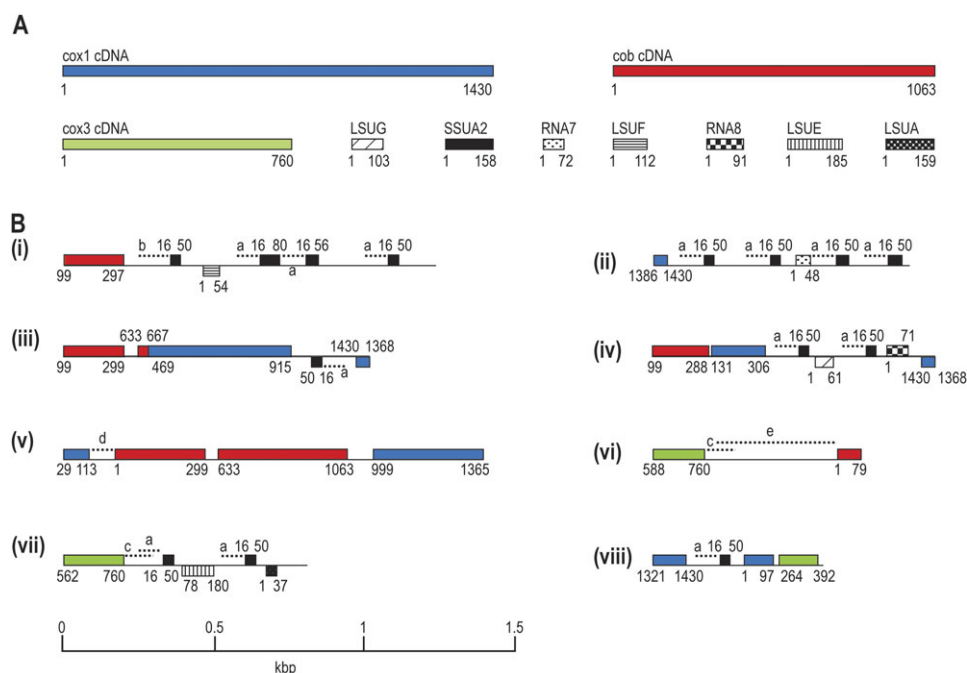 A
cox1 cDNA
cob cDNA
1 1430
1 1063
cox3 cDNA LSUG SSUA2 RNA7 LSUF RNA8 LSUE LSUA
1 760 1 103 1 158 1 72 1 112 1 91 1 185 1 159
B
(i)
b 16 50 a 16 80 16 56 a 16 50
99 297 1 54 a
(ii)
a 16 50 a 16 50 a 16 50 a 16 50
1386 1430 1 48
(iii)
633 667 1430 1368
99 299 469 915 50 16 a
(iv)
a 16 50 a 16 50 71
99 288 131 306 1 61 1 1430 1368
(v)
d
29 113 1 299 633 1063 999 1365
(vi)
c e
588 760 1 79
(vii)
c a a 16 50
562 760 16 50 78 180 1 37
(viii)
a 16 50
1321 1430 1 97 264 392
0 0.5 1 1.5
kbp